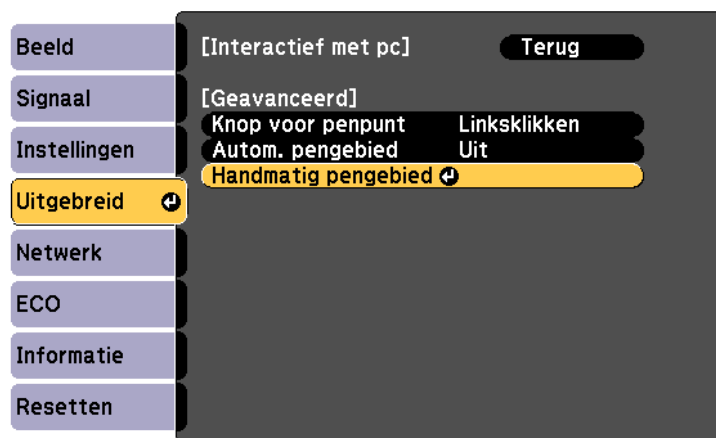 Beeld
Signaal
Instellingen
Uitgebreid
Netwerk
ECO
Informatie
Resetten
[Interactief met pc] Terug
[Geavanceerd]
Knop voor penpunt Linksklikken
Autom. pengebied Uit
Handmatig pengebied